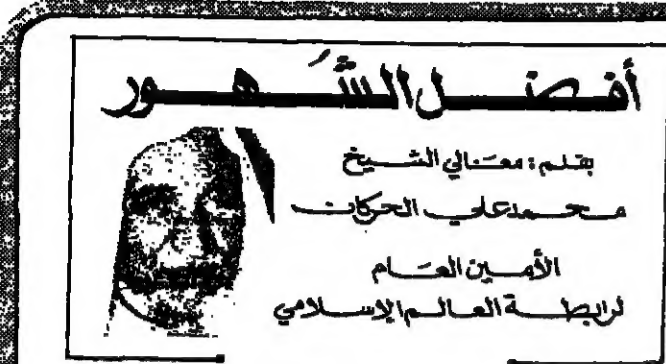 أفضل الشهور
بقلم: معالي الشيخ
محمد علي الحركان
الأمين العام
لرابطة العالم الإسلامي